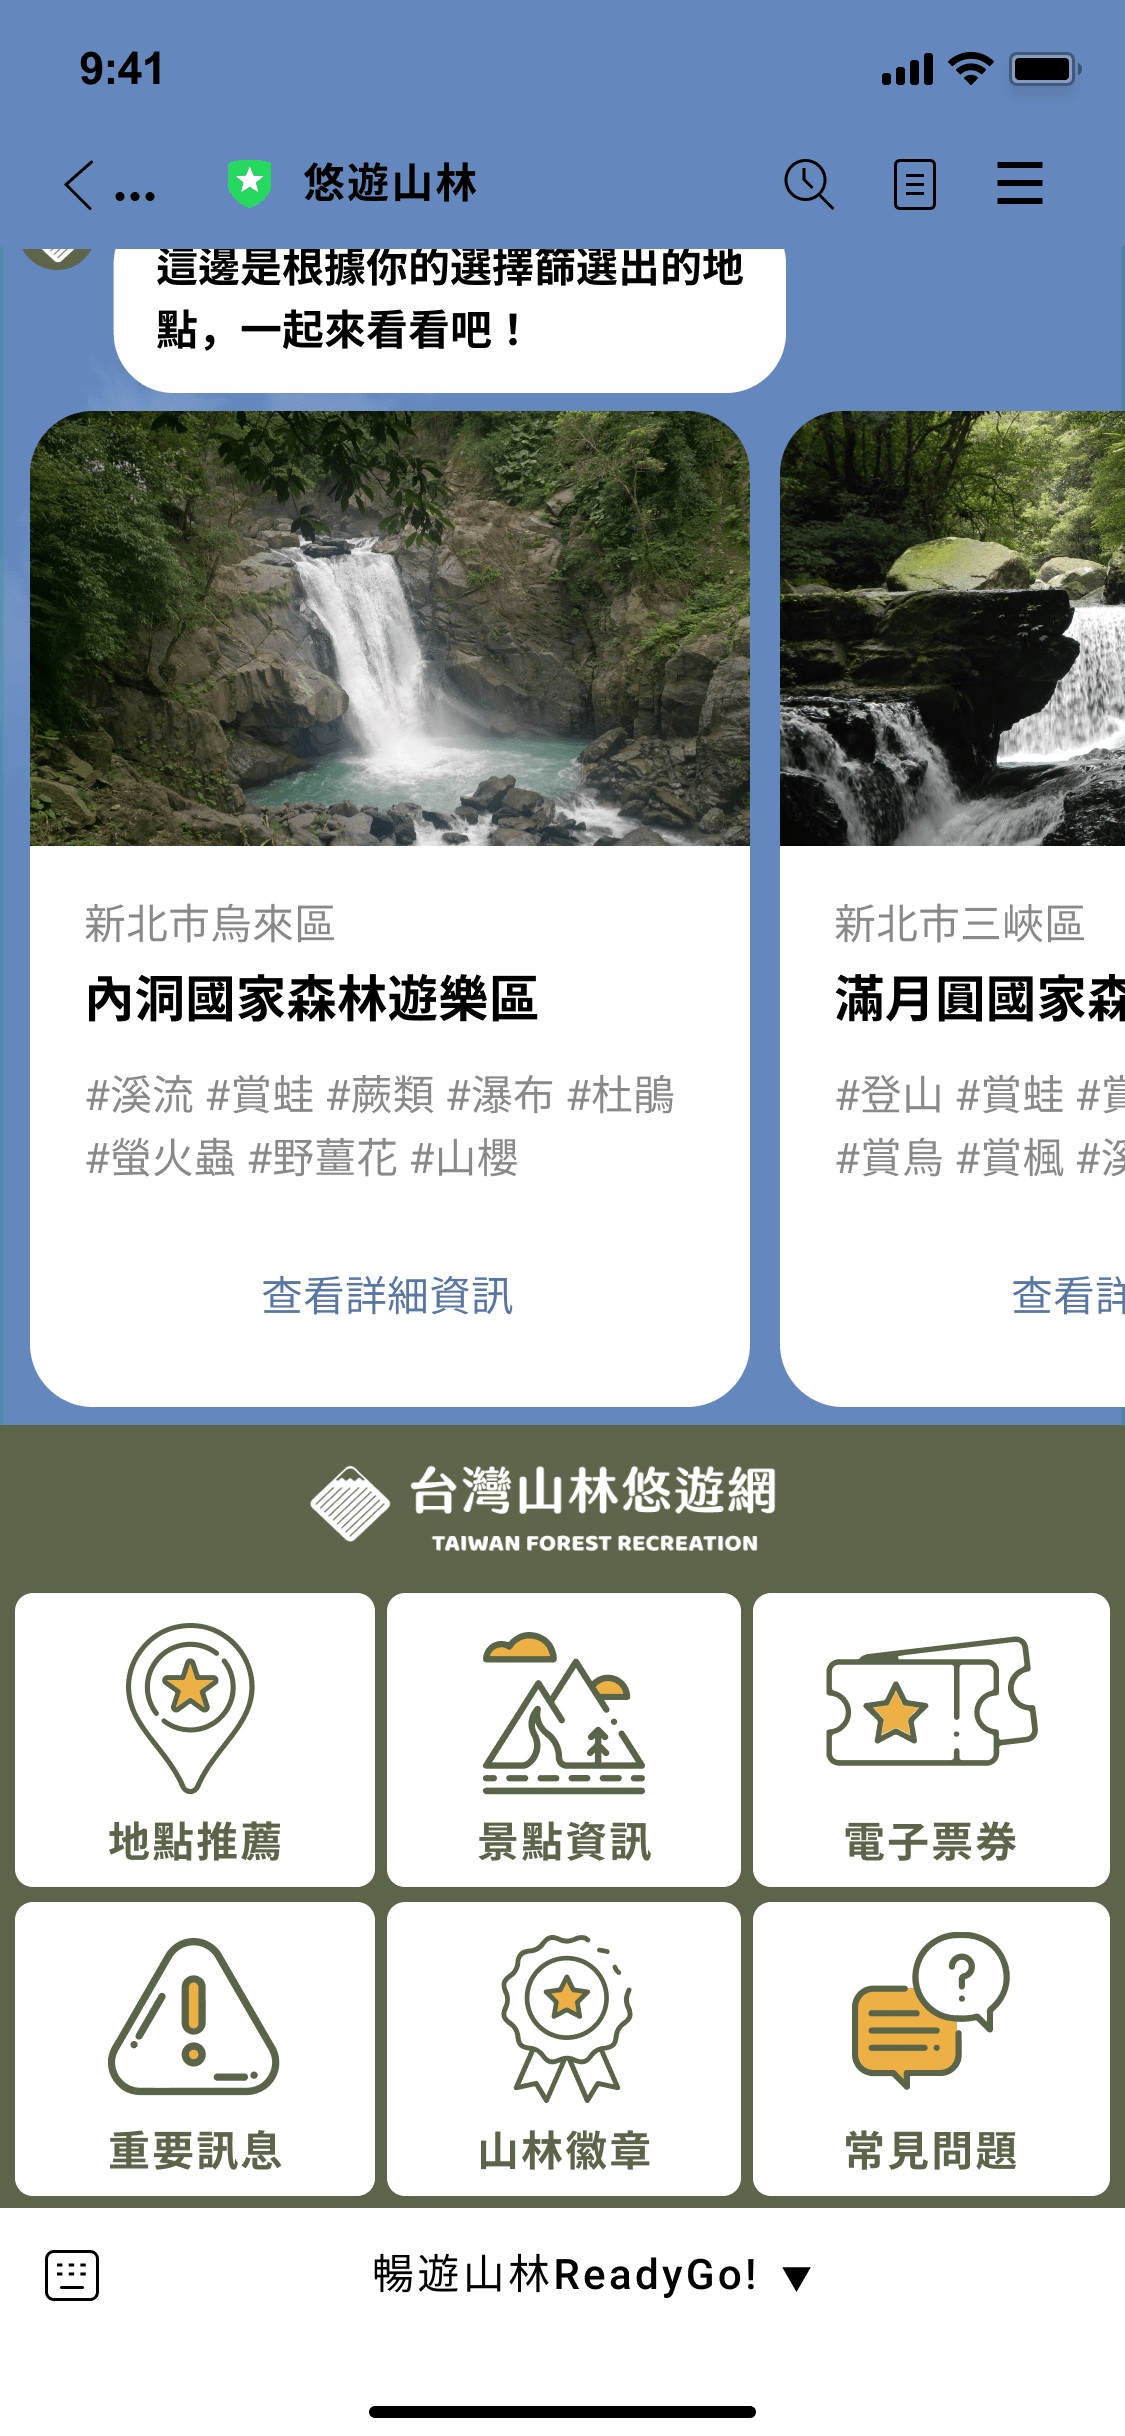 9:41
悠遊山林
這邊是根據你的選擇篩選出的地
點，一起來看看吧！
新北市烏來區
內洞國家森林遊樂區
#溪流 #賞蛙 #蕨類 #瀑布 #杜鵑
#螢火蟲 #野薑花 #山櫻
查看詳細資訊
新北市三峽區
滿月圓國家森
#登山 #賞蛙 #賞
#賞鳥 #賞楓 #溪
查看詳
台灣山林悠遊網
TAIWAN FOREST RECREATION
地點推薦
景點資訊
電子票券
重要訊息
山林徽章
常見問題
暢遊山林ReadyGo! ▼